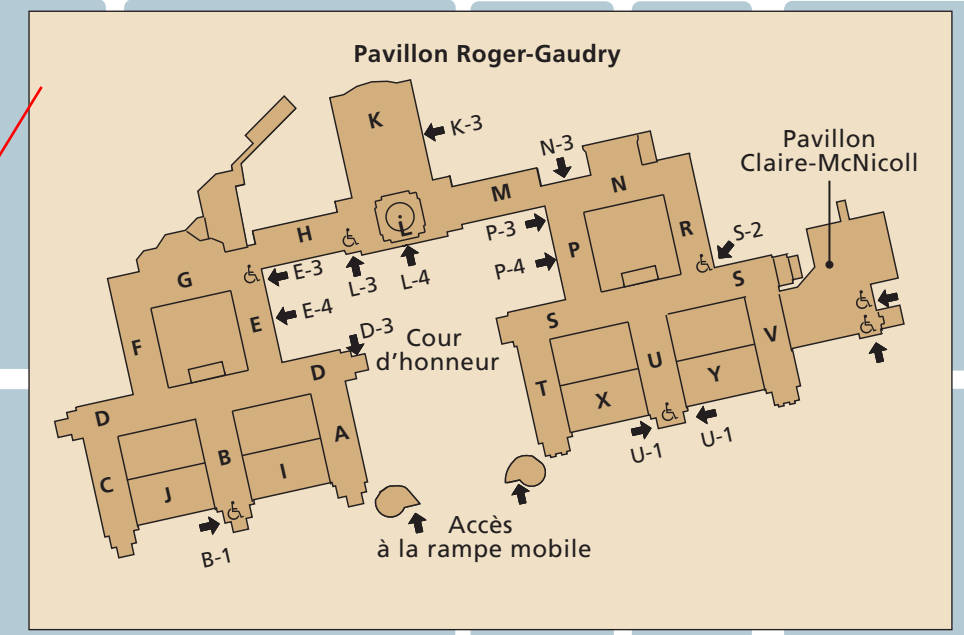 Pavillon Roger-Gaudry
K
K-3
N-3
Pavillon
Claire-McNicoll
M
N
i
L
H
P-3
P
R
S-2
G
E-3
L-3
L-4
P-4
S
E
E-4
F
D-3
Cour
d'honneur
S
V
D
T
U
Y
X
D
A
B
I
C
J
U-1
U-1
B-1
Accès
à la rampe mobile